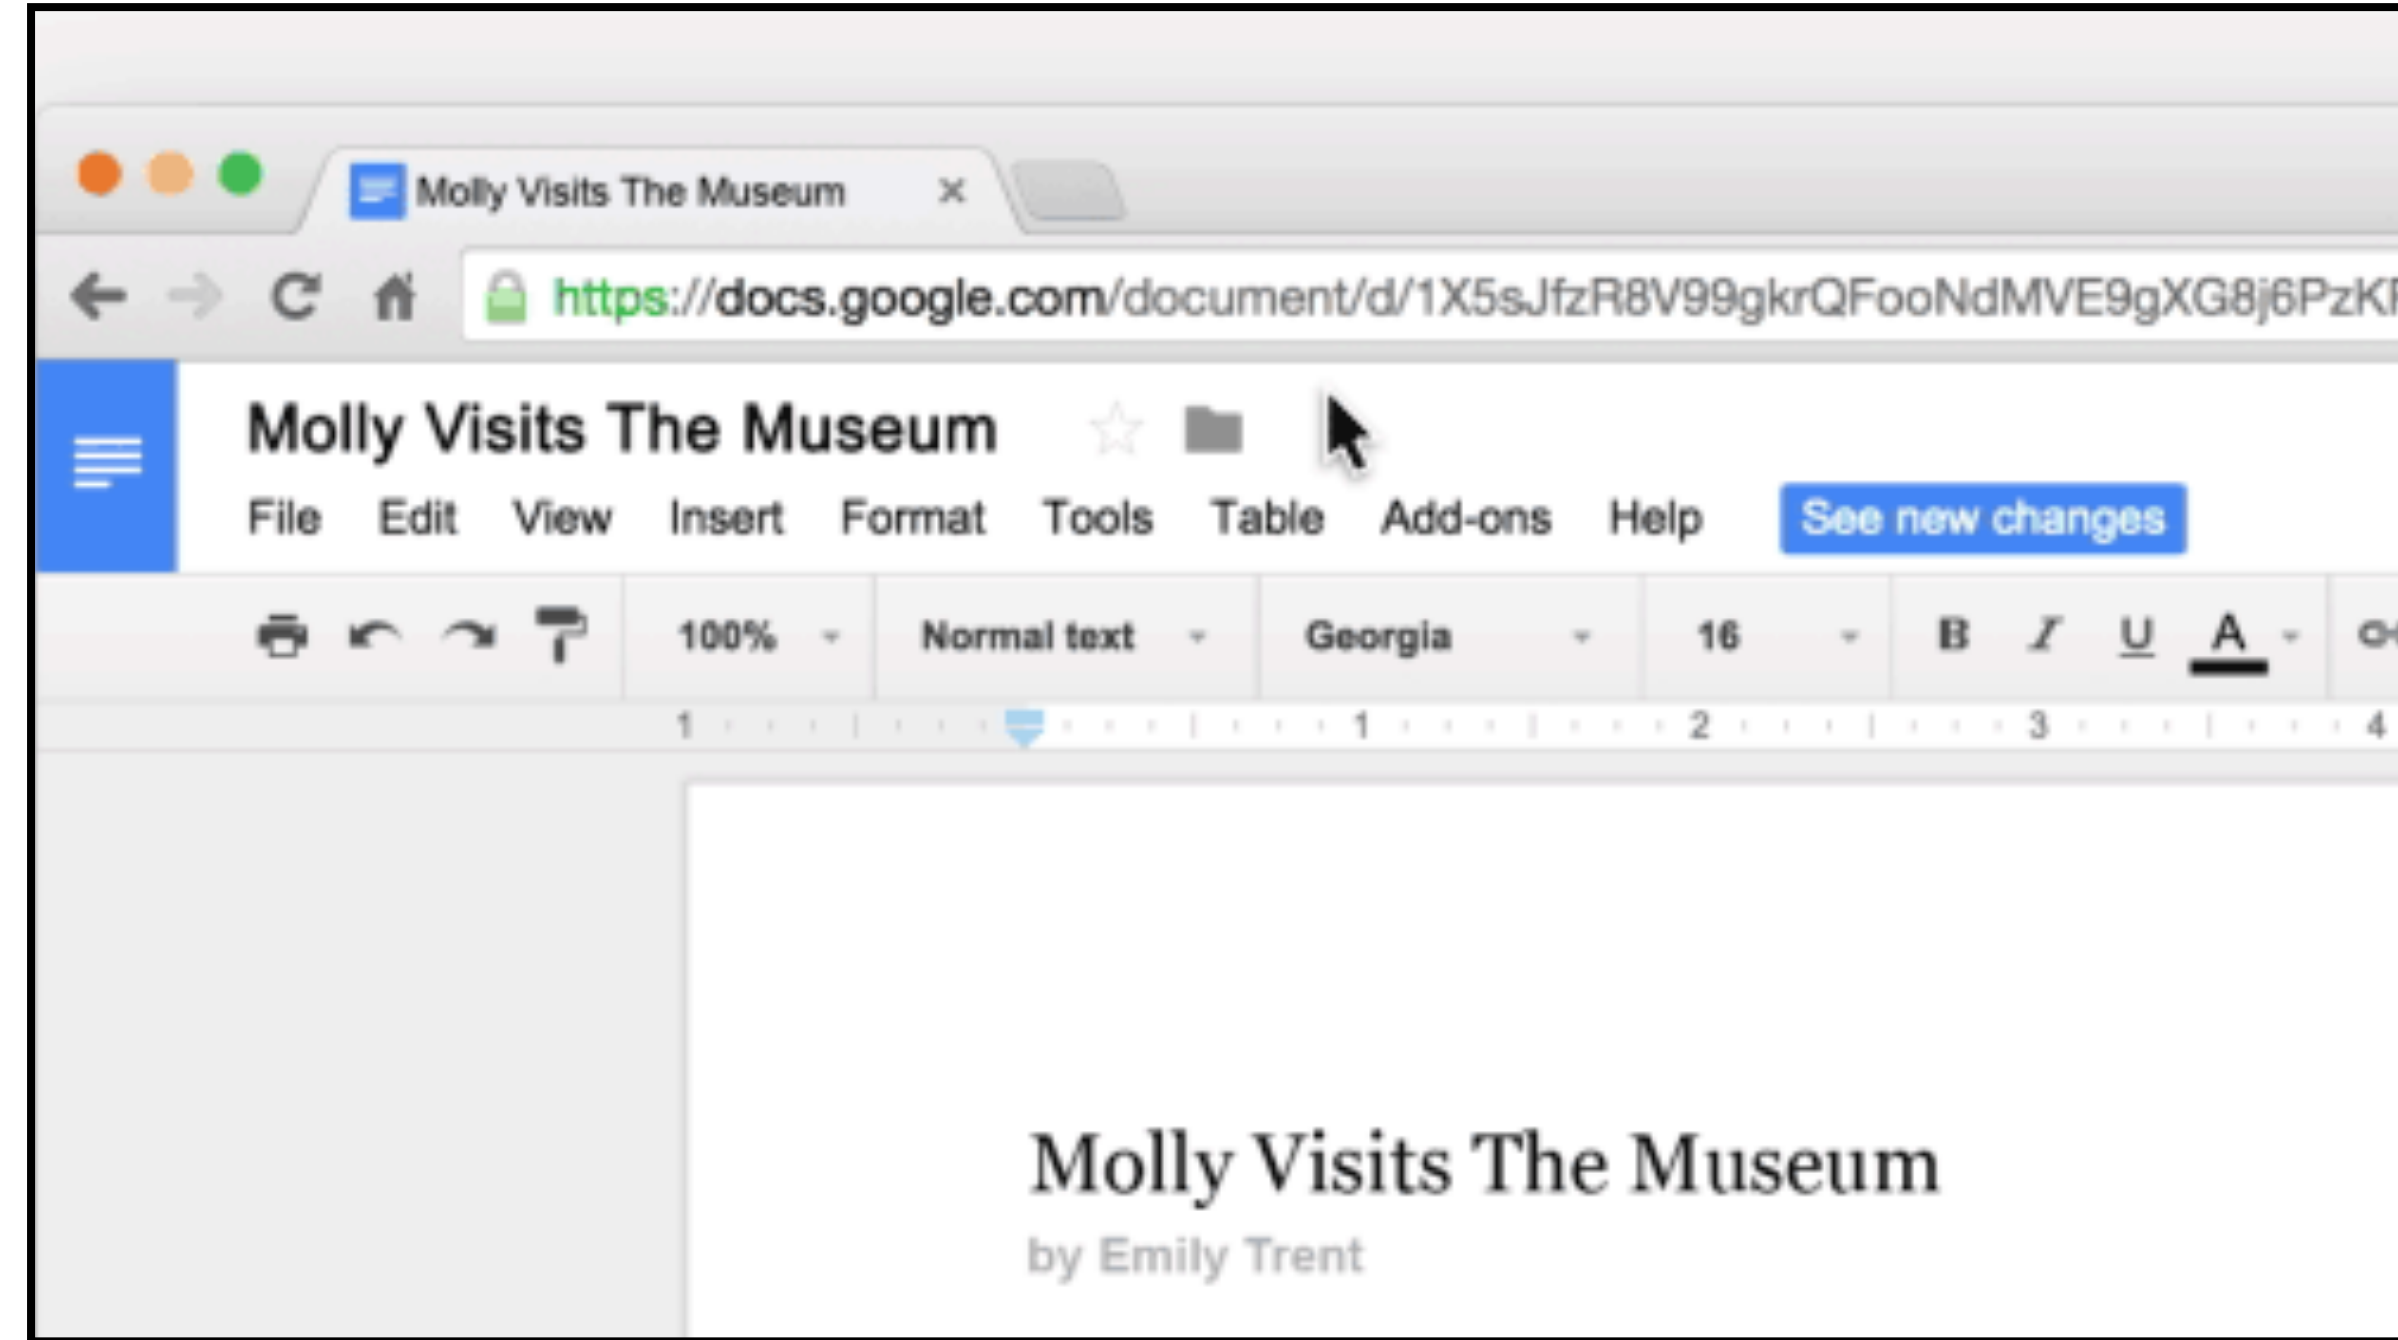 Molly Visits The Museum
https://docs.google.com/document/d/1X5sJfzR8V99gkrQFooNdMVE9gXG8j6PzK
Molly Visits The Museum
File Edit View Insert Format Tools Table Add-ons Help See new changes
100% Normal text Georgia 16 B I U A
1 1 2 3 4
Molly Visits The Museum
by Emily Trent